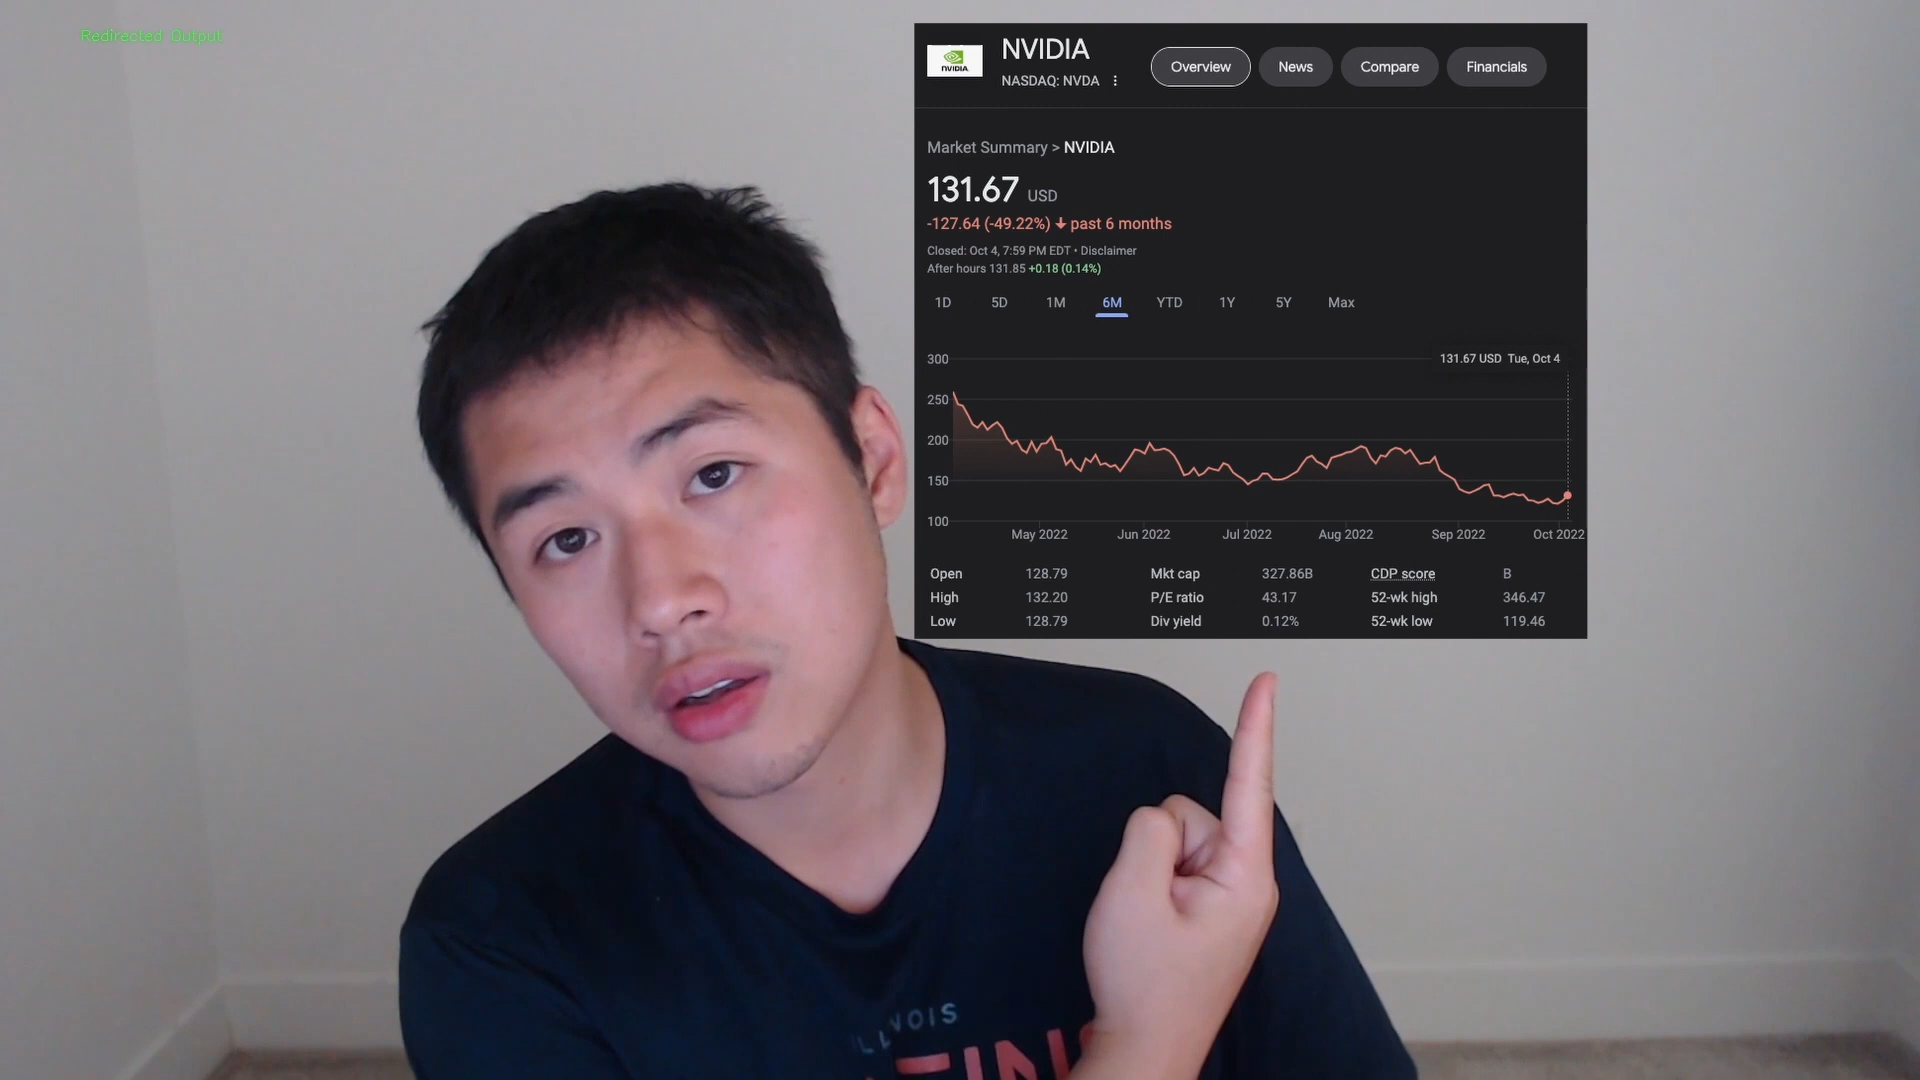 Redirected Output
NVIDIA
NVIDIA
NASDAQ: NVDA
Overview
News
Compare
Financials
Market Summary > NVIDIA
131.67 USD
-127.64 (-49.22%) past 6 months
Closed: Oct 4, 7:59 PM EDT • Disclaimer
After hours 131.85 +0.18 (0.14%)
1D 5D 1M 6M YTD 1Y 5Y Max
131.67 USD Tue, Oct 4
300
250
200
150
100
May 2022 Jun 2022 Jul 2022 Aug 2022 Sep 2022 Oct 2022
Open 128.79 Mkt cap 327.86B CDP score B
High 132.20 P/E ratio 43.17 52-wk high 346.47
Low 128.79 Div yield 0.12% 52-wk low 119.46